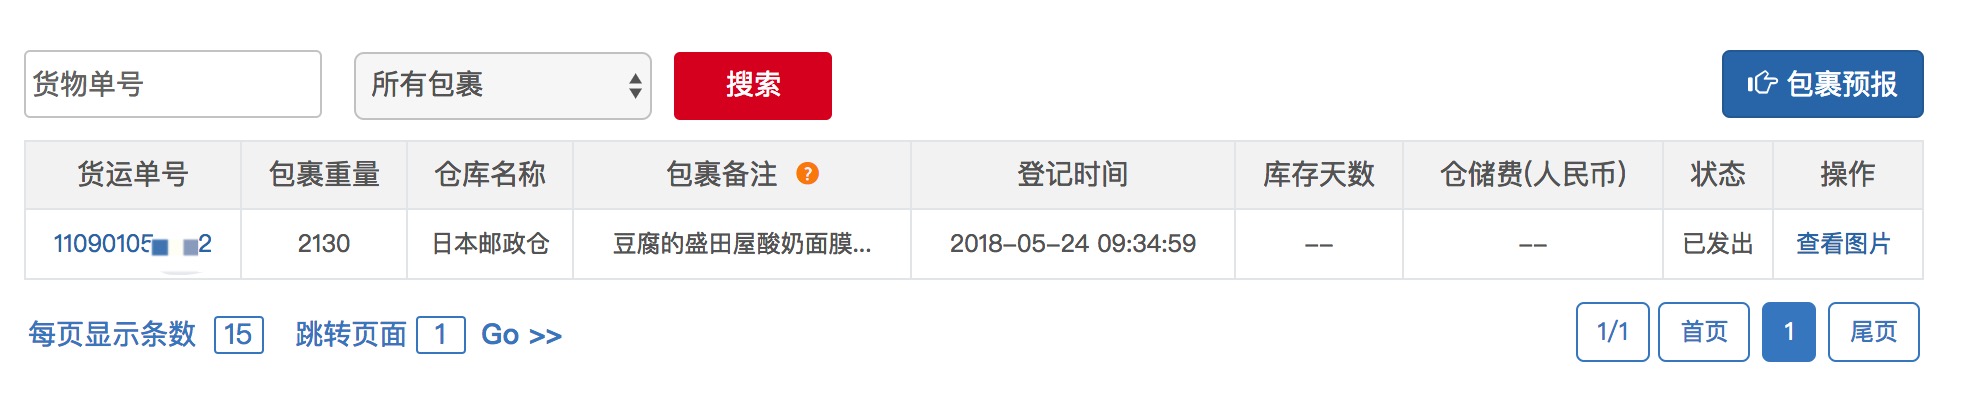 货物单号 所有包裹 搜索 包裹预报
货运单号 包裹重量 仓库名称 包裹备注 ? 登记时间 库存天数 仓储费(人民币) 状态 操作
11090105 2 2130 日本邮政仓 豆腐的盛田屋酸奶面膜... 2018-05-24 09:34:59 -- -- 已发出 查看图片
每页显示条数 15 跳转页面 1 Go >> 1/1 首页 1 尾页